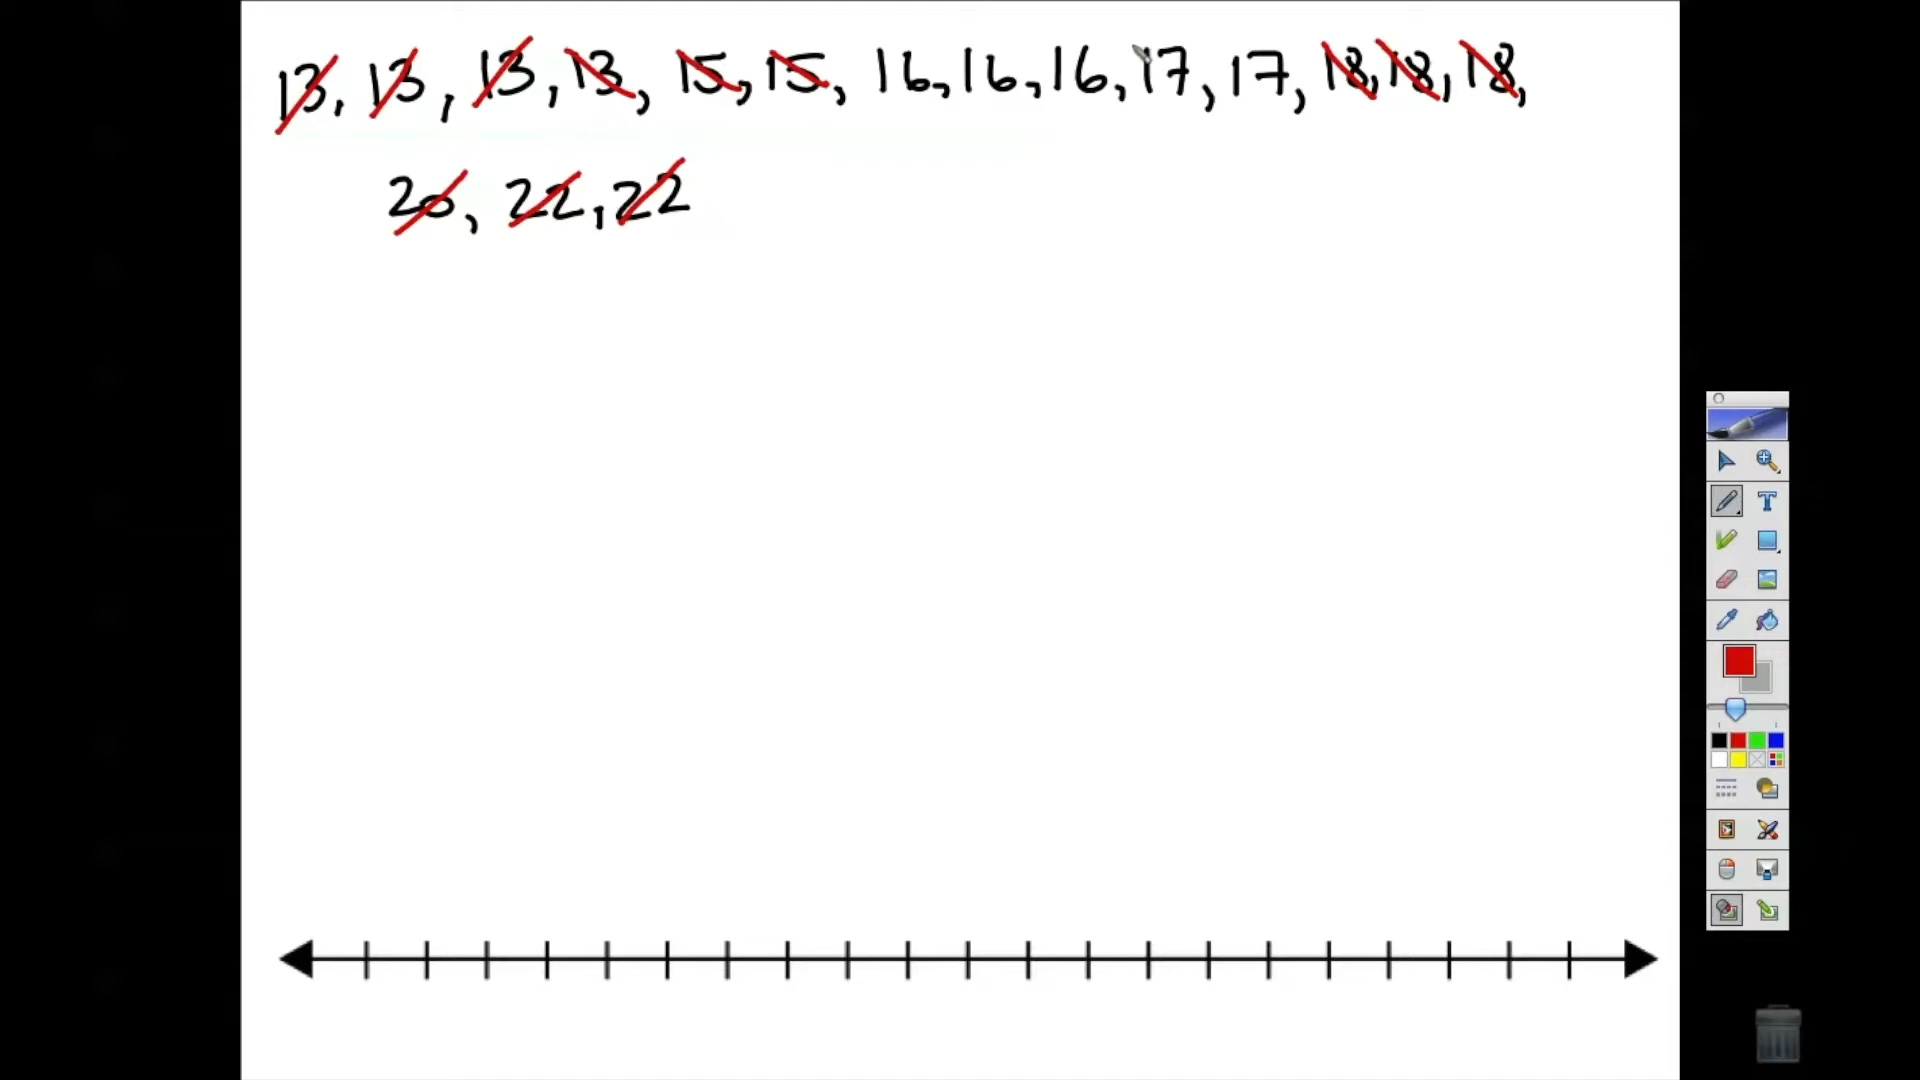 13, 13, 13, 13, 15, 15, 16, 16, 16, 17, 17, 18, 18, 18,
20, 22, 22